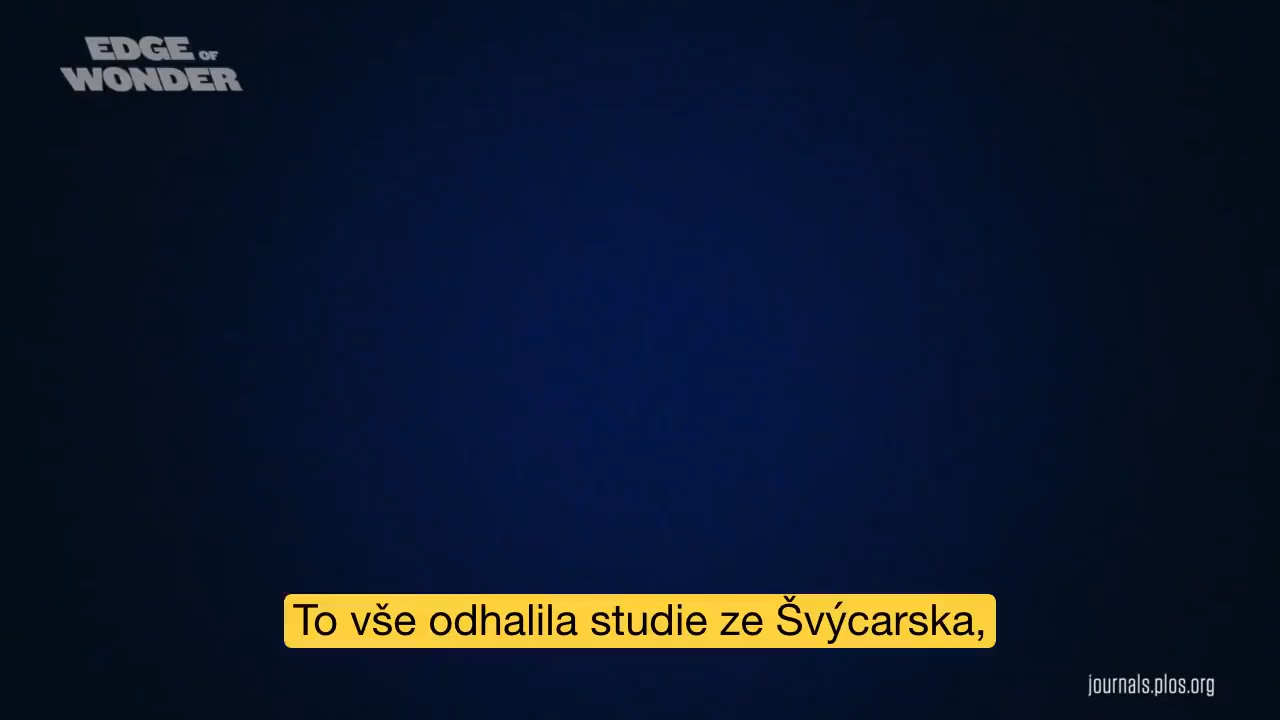 EDGE OF
WONDER
To vše odhalila studie ze Švýcarska,
journals.plos.org